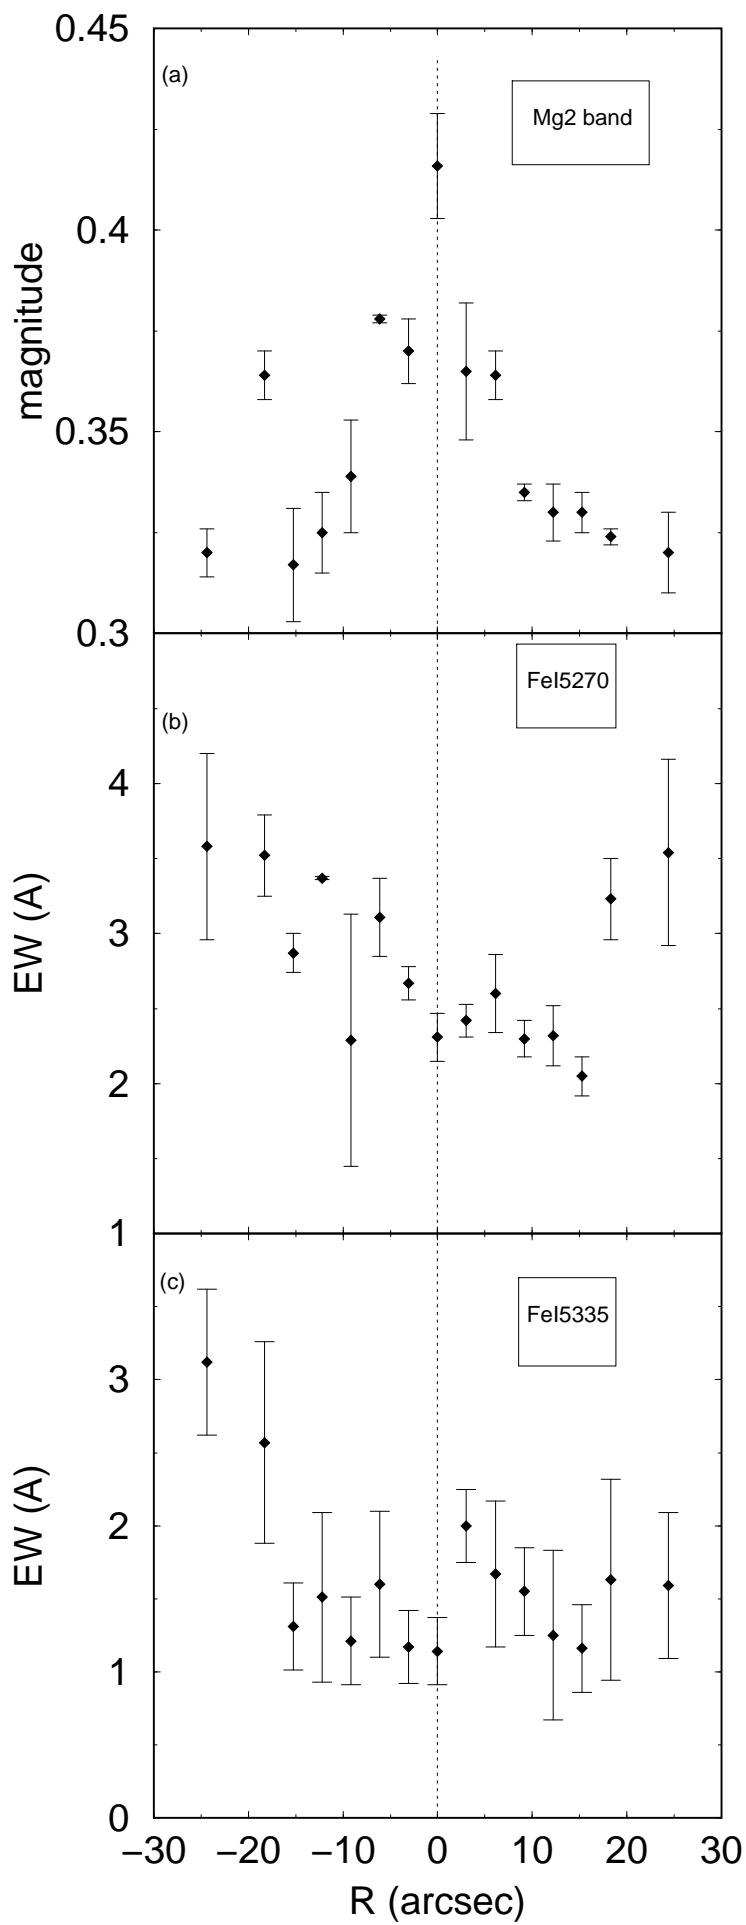 0.45
(a)
Mg2 band
0.4
magnitude
0.35
0.3
FeI5270
(b)
4
EW (A)
3
2
1
(c)
FeI5335
3
EW (A)
2
1
0
−30 −20 −10 0 10 20 30
R (arcsec)